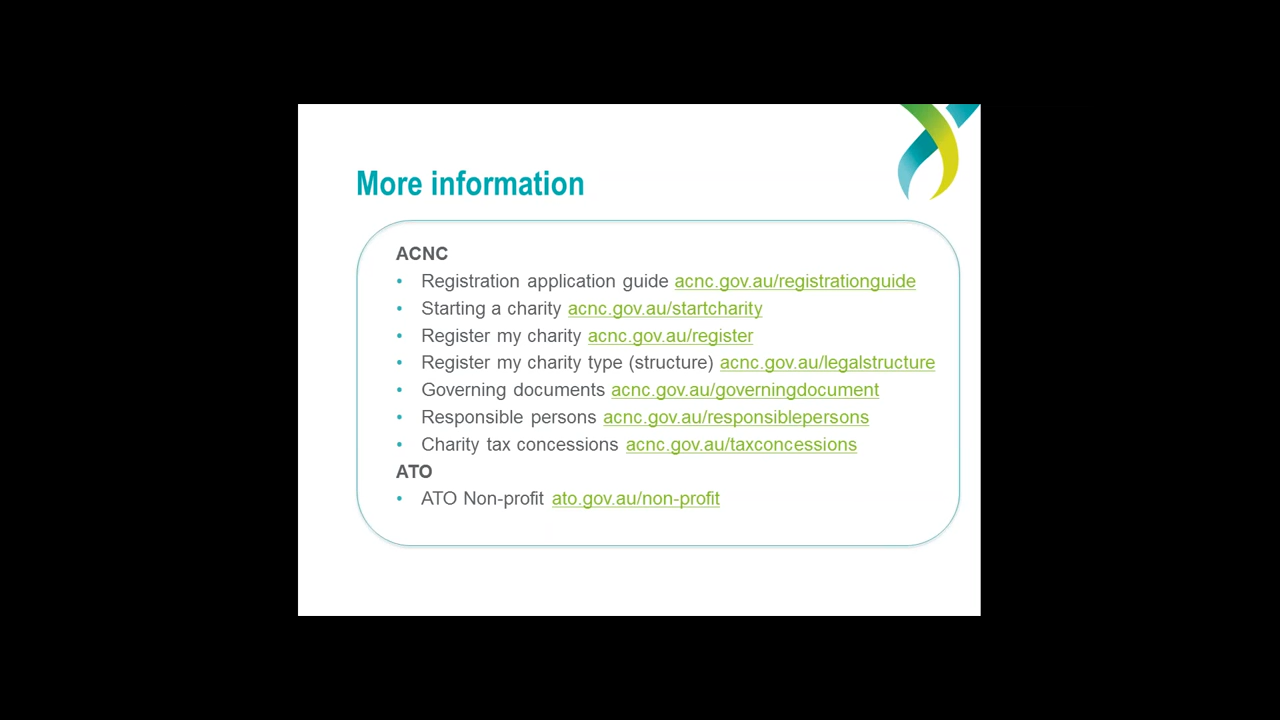 More information
ACNC
• Registration application guide acnc.gov.au/registrationguide
• Starting a charity acnc.gov.au/startcharity
• Register my charity acnc.gov.au/register
• Register my charity type (structure) acnc.gov.au/legalstructure
• Governing documents acnc.gov.au/governingdocument
• Responsible persons acnc.gov.au/responsiblepersons
• Charity tax concessions acnc.gov.au/taxconcessions
ATO
• ATO Non-profit ato.gov.au/non-profit